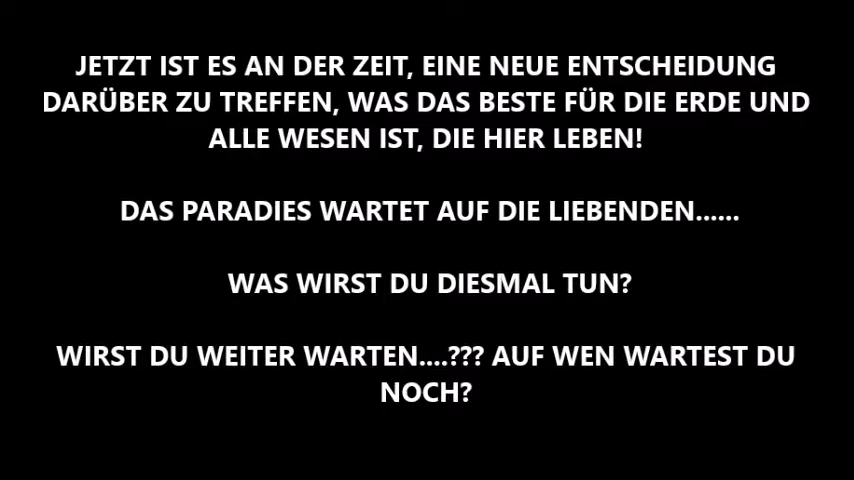 JETZT IST ES AN DER ZEIT, EINE NEUE ENTSCHEIDUNG
DARÜBER ZU TREFFEN, WAS DAS BESTE FÜR DIE ERDE UND
ALLE WESEN IST, DIE HIER LEBEN!
DAS PARADIES WARTET AUF DIE LIEBENDEN......
WAS WIRST DU DIESMAL TUN?
WIRST DU WEITER WARTEN....??? AUF WEN WARTEST DU
NOCH?